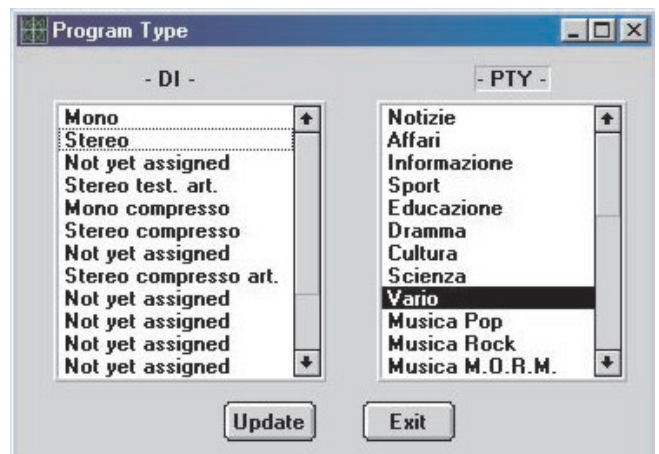 Program Type
- DI -
- PTY -
Mono
Stereo
Not yet assigned
Stereo test. art.
Mono compresso
Stereo compresso
Not yet assigned
Stereo compresso art.
Not yet assigned
Not yet assigned
Not yet assigned
Not yet assigned
Notizie
Affari
Informazione
Sport
Educazione
Dramma
Cultura
Scienza
Vario
Musica Pop
Musica Rock
Musica M.O.R.M.
Update
Exit